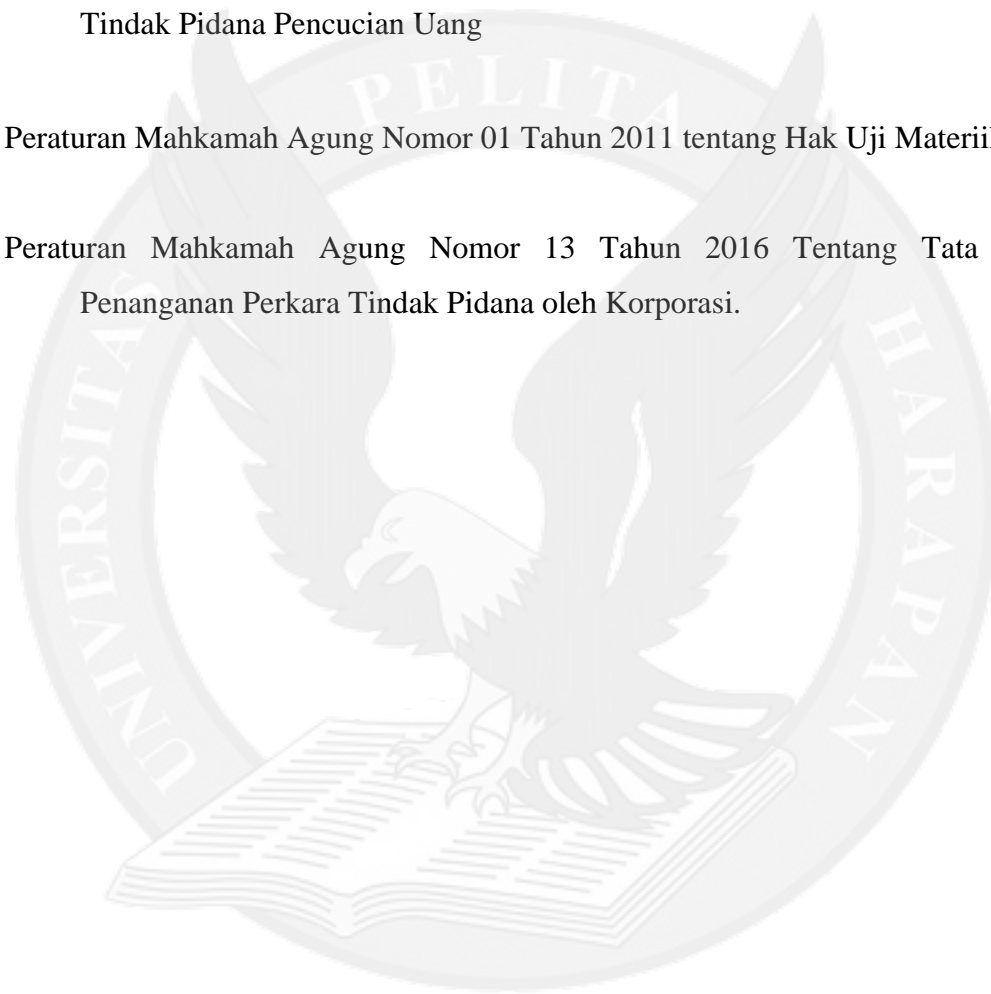 Tindak Pidana Pencucian Uang
PELITA
Peraturan Mahkamah Agung Nomor 01 Tahun 2011 tentang Hak Uji Materiil
Peraturan Mahkamah Agung Nomor 13 Tahun 2016 Tentang Tata
Penanganan Perkara Tindak Pidana oleh Korporasi.
UNIVERSITAS
HARAPAN